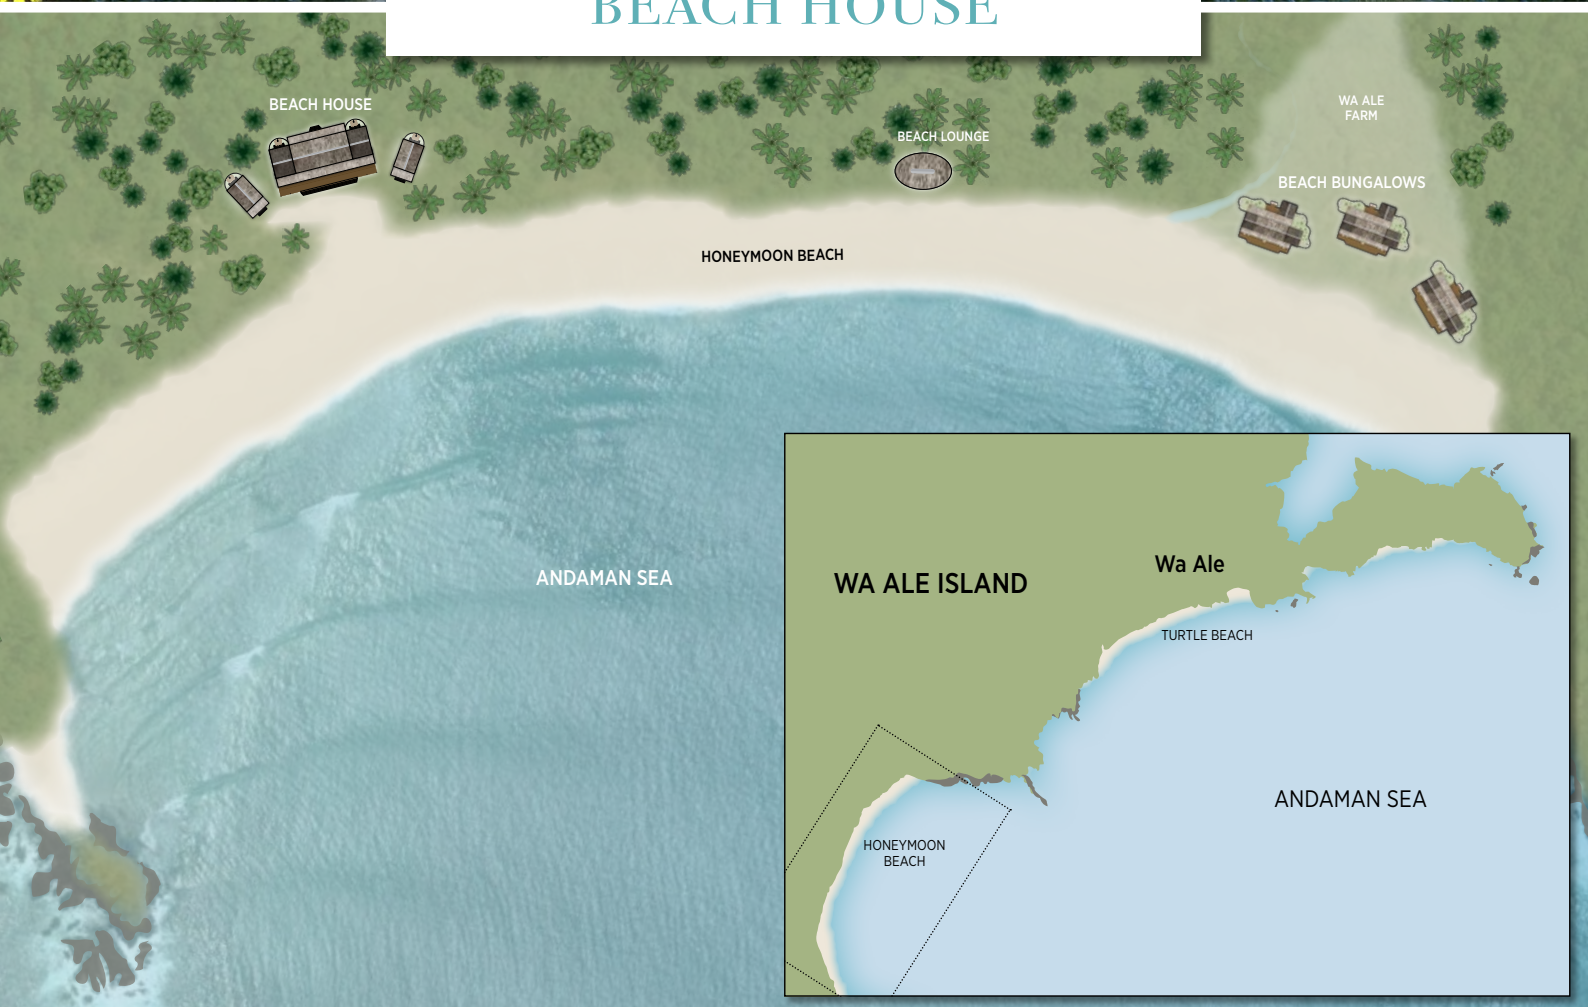 BEACH HOUSE
BEACH HOUSE
WA ALE
FARM
BEACH LOUNGE
BEACH BUNGALOWS
HONEYMOON BEACH
ANDAMAN SEA
Wa Ale
WA ALE ISLAND
TURTLE BEACH
ANDAMAN SEA
HONEYMOON
BEACH